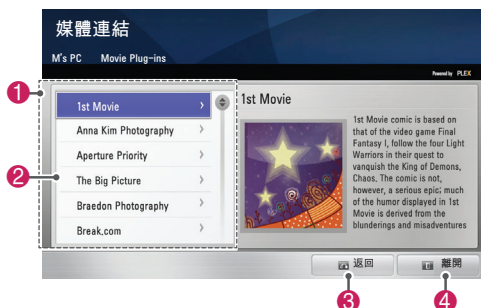 媒體連結
M's PC Movie Plug-ins
Powered by PLEX
1
1st Movie
Anna Kim Photography
Aperture Priority
2
The Big Picture
Braedon Photography
Break.com
1st Movie
1st Movie comic is based on
that of the video game Final
Fantasy I, follow the four Light
Warriors in their quest to
vanquish the King of Demons,
Chaos. The comic is not,
however, a serious epic; much
of the humor displayed in 1st
Movie is derived from the
blunderings and misadventures
返回
離開
3
4